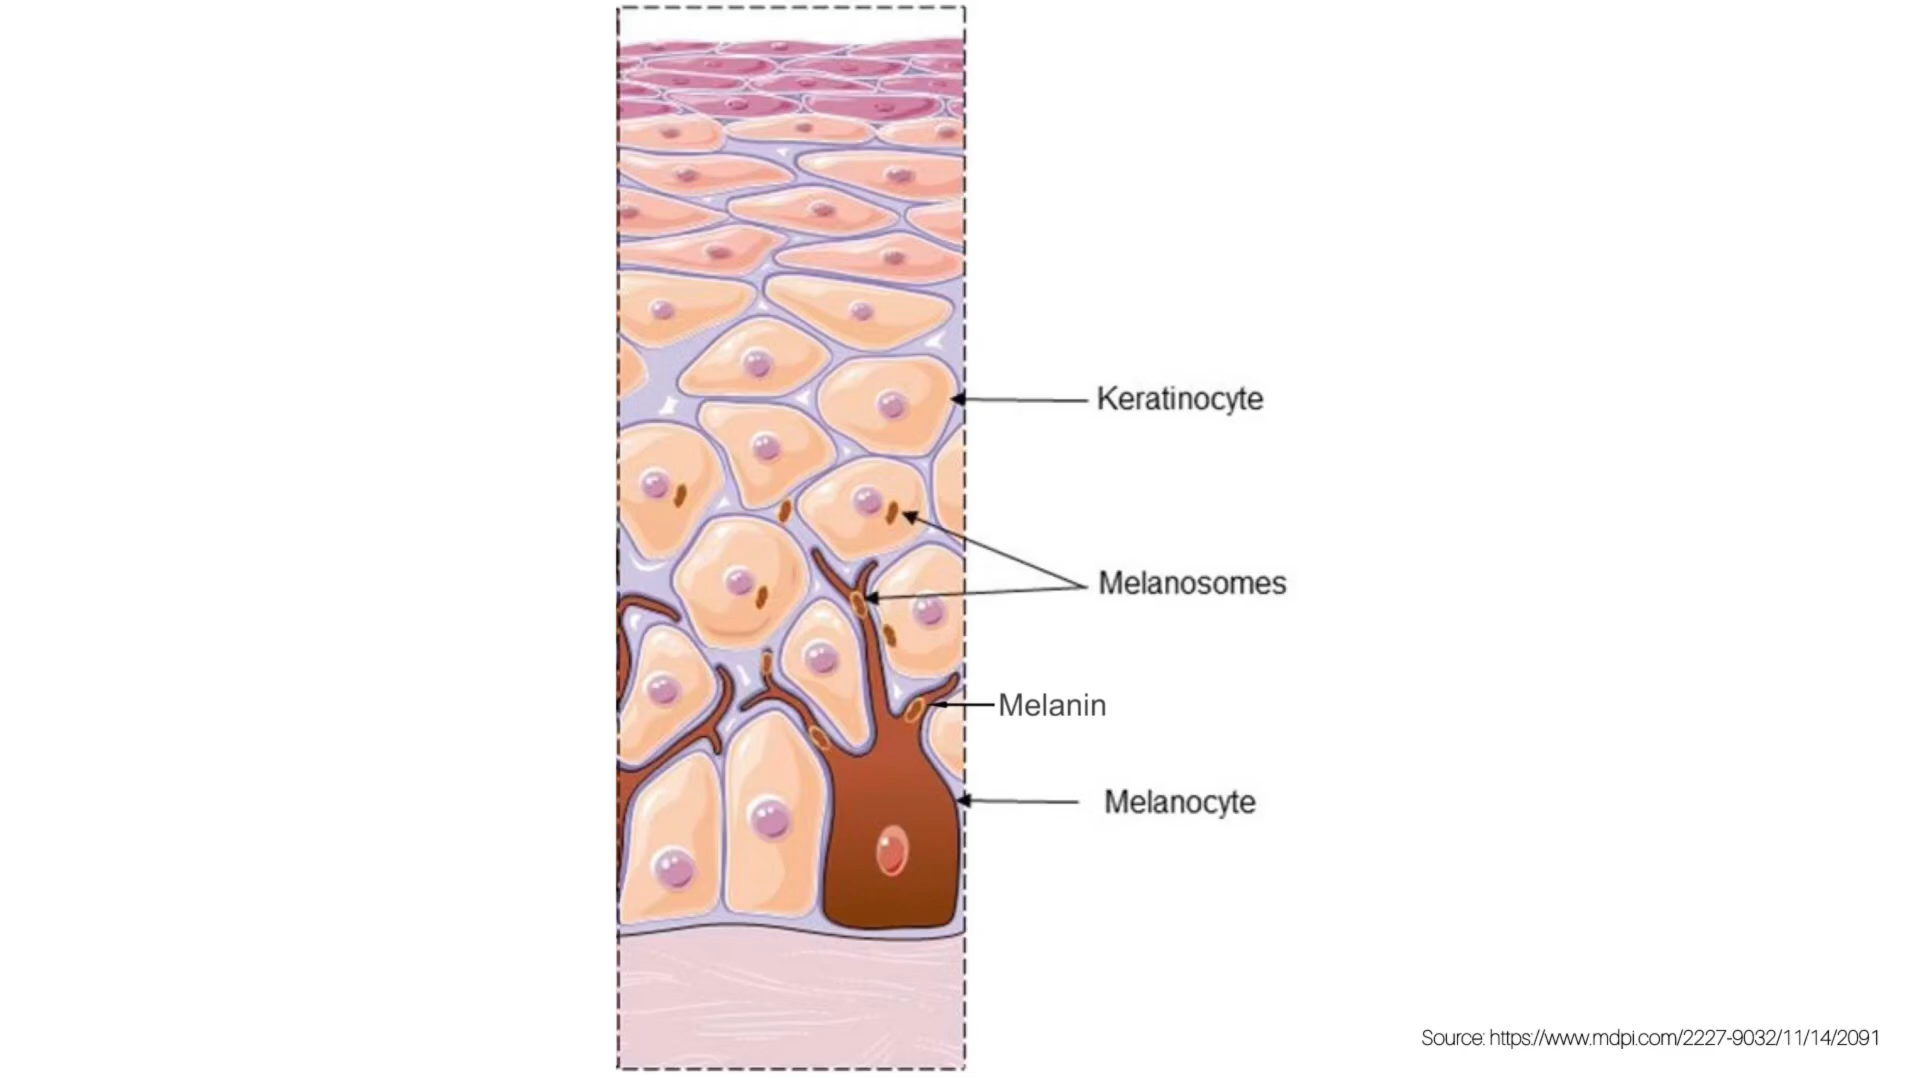 Keratinocyte
Melanosomes
Melanin
Melanocyte
Source: https://www.mdpi.com/2227-9032/11/14/2091